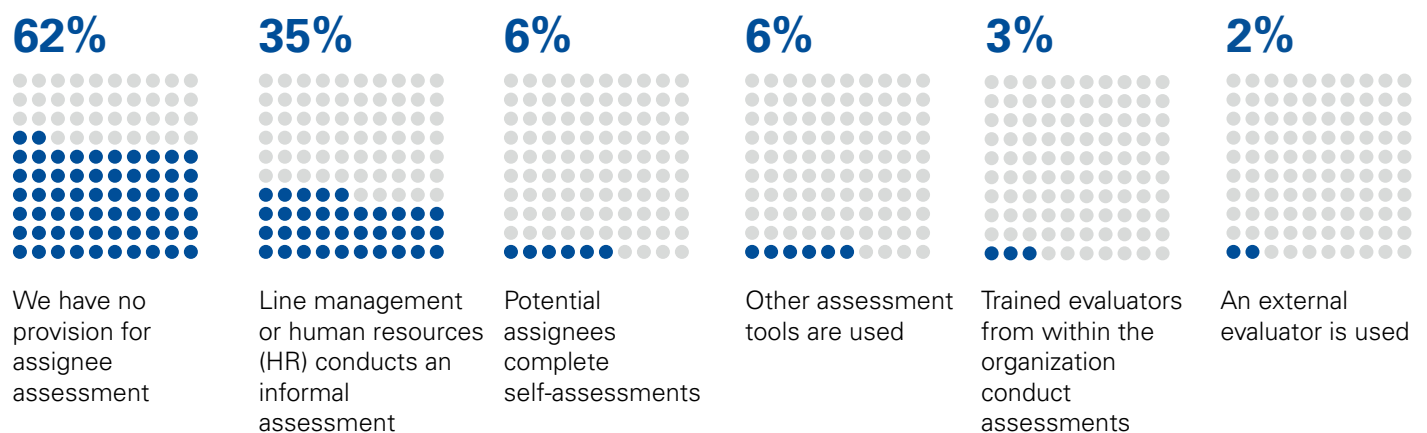 62%
We have no
provision for
assignee
assessment
35%
Line management
or human resources
(HR) conducts an
informal
assessment
6%
Potential
assignees
complete
self-assessments
6%
Other assessment
tools are used
3%
Trained evaluators
from within the
organization
conduct
assessments
2%
An external
evaluator is used